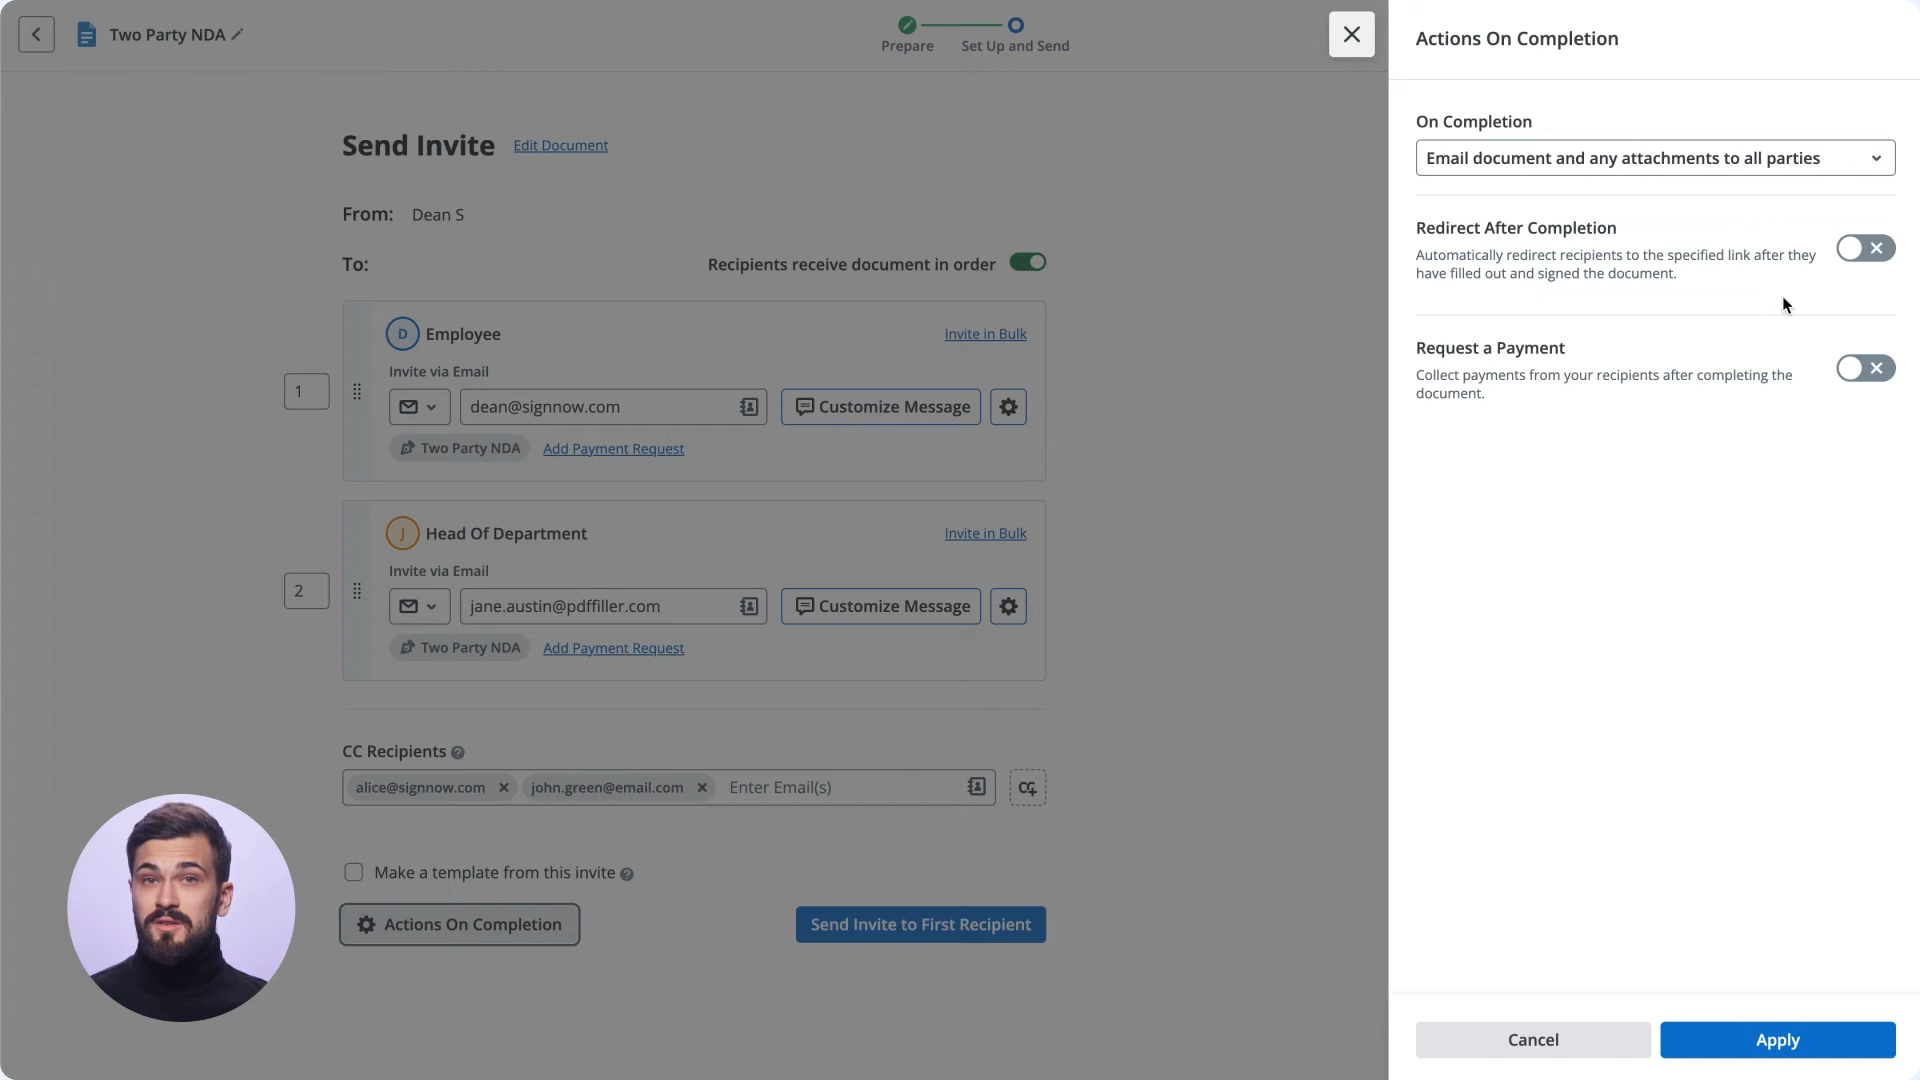 Two Party NDA
Prepare
Set Up and Send
Send Invite
Edit Document
From: Dean S
To:
Recipients receive document in order
1
D
Employee
Invite in Bulk
Invite via Email
dean@signnow.com
Customize Message
Two Party NDA
Add Payment Request
2
J
Head Of Department
Invite in Bulk
Invite via Email
jane.austin@pdffiller.com
Customize Message
Two Party NDA
Add Payment Request
CC Recipients
alice@signnow.com
john.green@email.com
Enter Email(s)
CC
Make a template from this invite
Actions On Completion
Send Invite to First Recipient
Actions On Completion
On Completion
Email document and any attachments to all parties
Redirect After Completion
Automatically redirect recipients to the specified link after they
have filled out and signed the document.
Request a Payment
Collect payments from your recipients after completing the
document.
Cancel
Apply